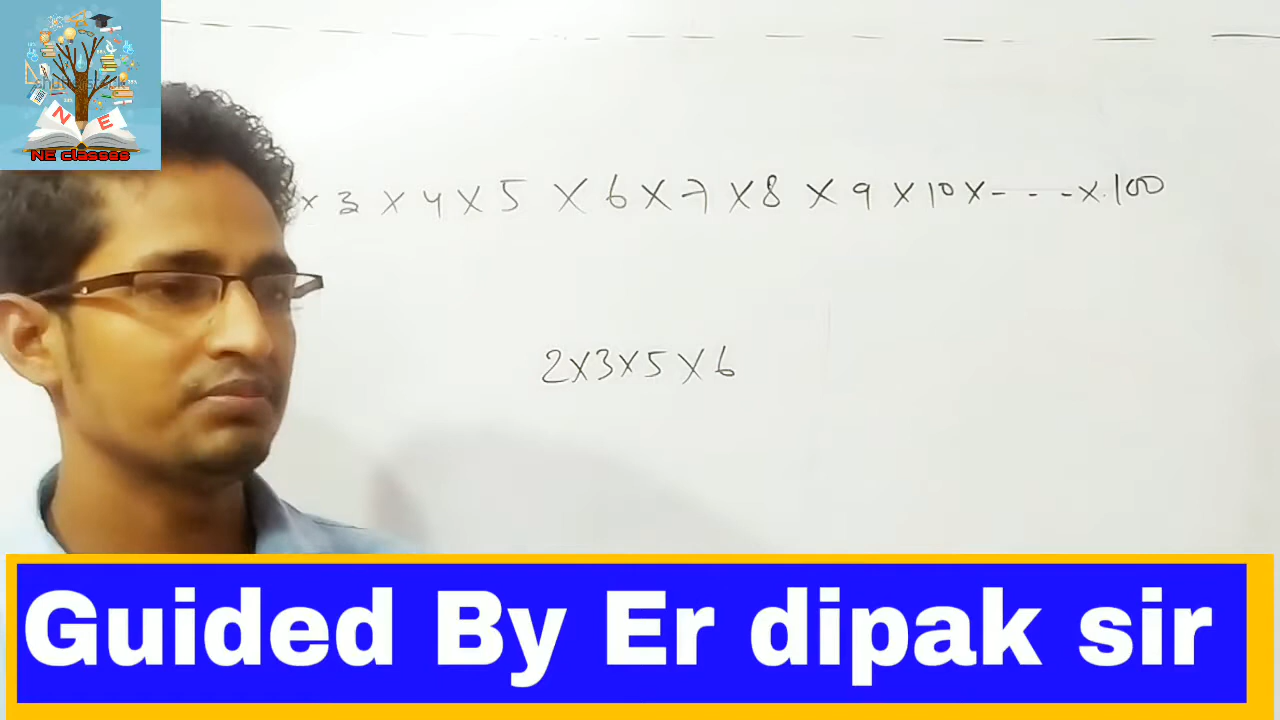 N E
NE classes
× 3 × 4 × 5 × 6 × 7 × 8 × 9 × 10 × - - - × 100
2 × 3 × 5 × 6
Guided By Er dipak sir